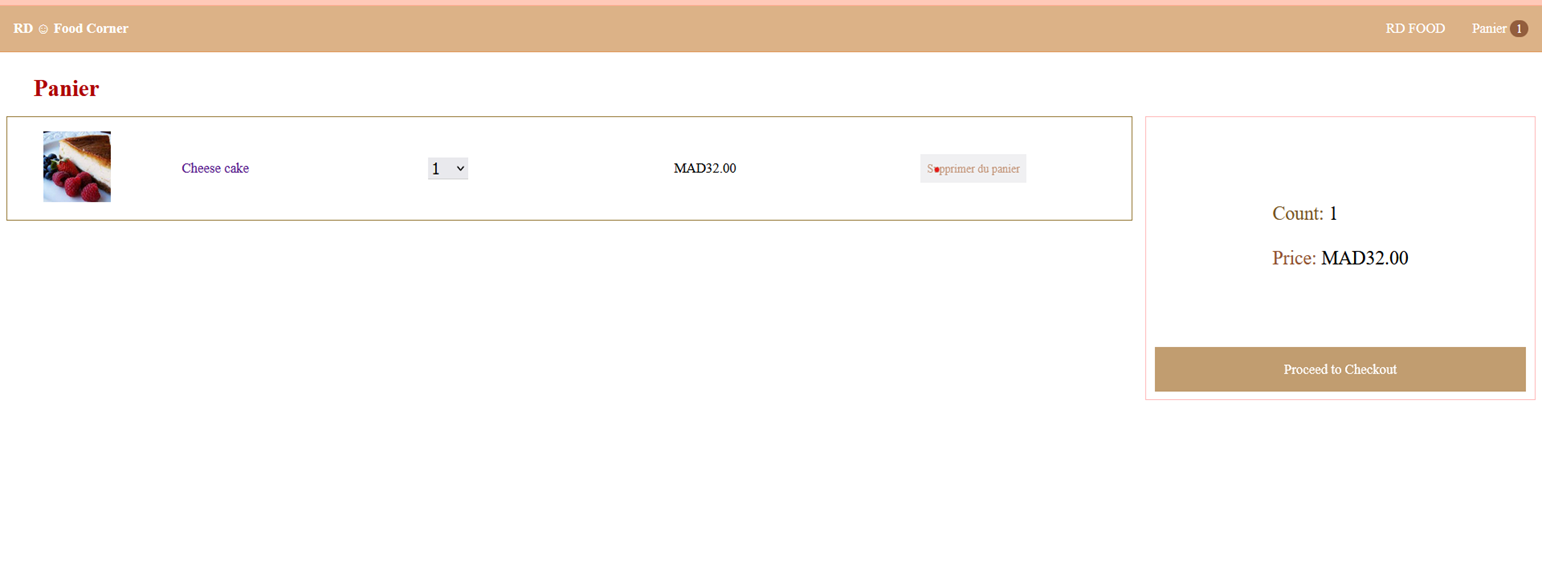 RD ☺ Food Corner
RD FOOD
Panier 1
Panier
Cheese cake
1
MAD32.00
Supprimer du panier
Count: 1
Price: MAD32.00
Proceed to Checkout